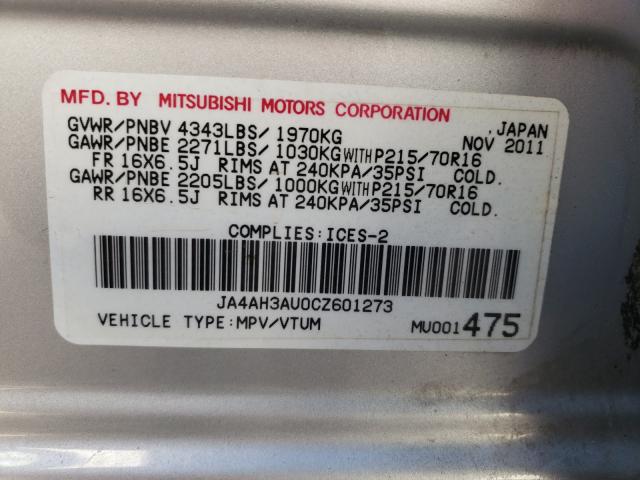 MFD. BY MITSUBISHI MOTORS CORPORATION
GVWR/PNBV 4343LBS/ 1970KG JAPAN
GAWR/PNBE 2271LBS/ 1030KG WITH P215/70R16 NOV 2011
FR 16X6.5J RIMS AT 240KPA/35PSI COLD.
GAWR/PNBE 2205LBS/ 1000KG WITH P215/70R16
RR 16X6.5J RIMS AT 240KPA/35PSI COLD.
COMPLIES:ICES-2
JA4AH3AU0CZ601273
VEHICLE TYPE:MPV/VTUM MU001475